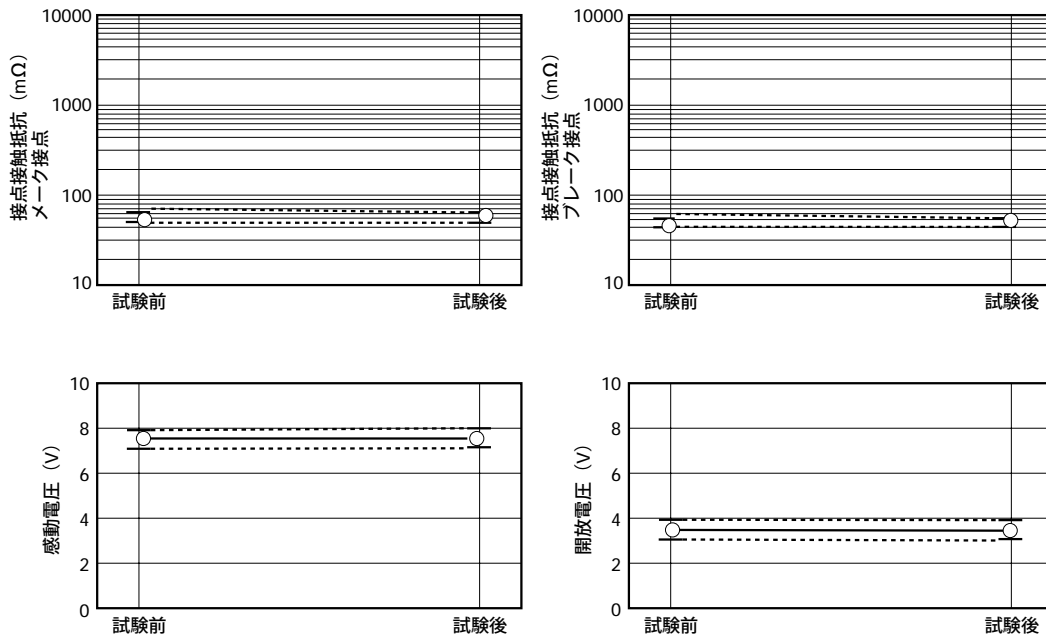 接点接触抵抗 (mΩ)
メーク接点
10000
1000
100
10
試験前
試験後
接点接触抵抗 (mΩ)
ブレーク接点
10000
1000
100
10
試験前
試験後
感動電圧 (V)
10
8
6
4
2
0
試験前
試験後
開放電圧 (V)
10
8
6
4
2
0
試験前
試験後